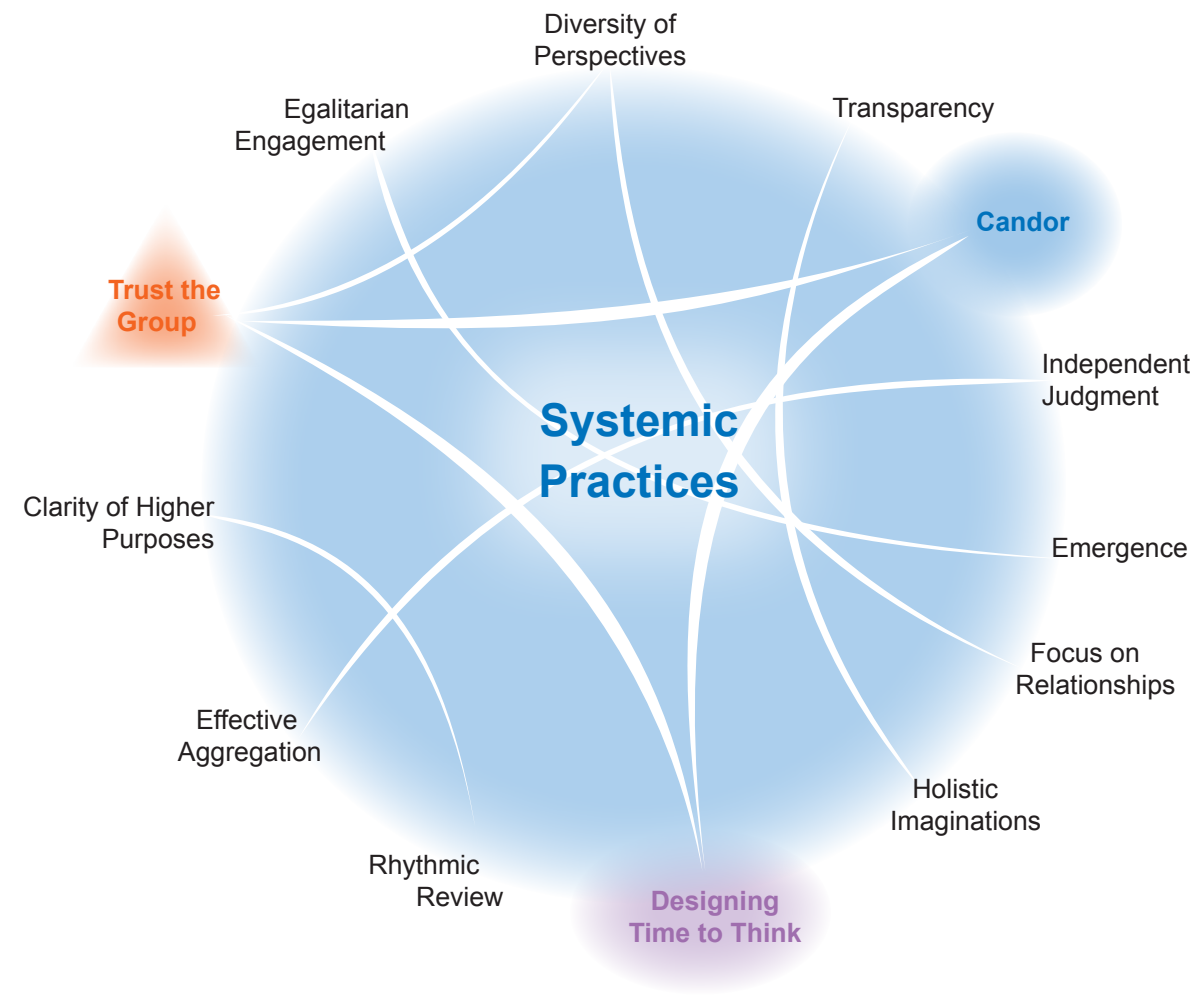 Diversity of
Perspectives
Egalitarian
Engagement
Transparency
Candor
Trust the
Group
Independent
Judgment
Systemic
Practices
Clarity of Higher
Purposes
Emergence
Focus on
Relationships
Effective
Aggregation
Holistic
Imaginations
Rhythmic
Review
Designing
Time to Think